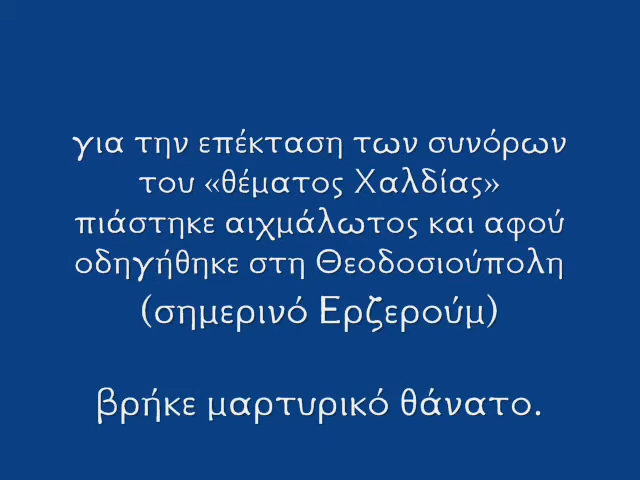 για την επέκταση των συνόρων
του «θέματος Χαλδίας»
πιάστηκε αιχμάλωτος και αφού
οδηγήθηκε στη Θεοδοσιούπολη
(σημερινό Ερζερούμ)
βρήκε μαρτυρικό θάνατο.